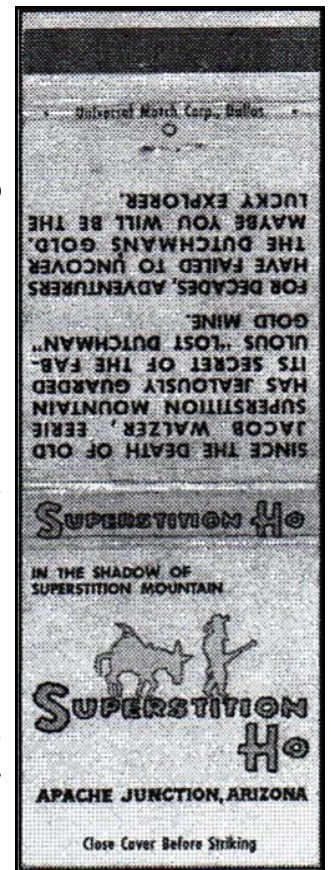 Universal Match Corp., Dallas
SINCE THE DEATH OF OLD
JACOB WALZER, EERIE
SUPERSTITION MOUNTAIN
HAS JEALOUSLY GUARDED
ITS SECRET OF THE FAB-
ULOUS "LOST DUTCHMAN"
GOLD MINE.
FOR DECADES, ADVENTURERS
HAVE FAILED TO UNCOVER
THE DUTCHMANS GOLD.
MAYBE YOU WILL BE THE
LUCKY EXPLORER.
SUPERSTITION HO
IN THE SHADOW OF
SUPERSTITION MOUNTAIN
SUPERSTITION
HO
APACHE JUNCTION, ARIZONA
Close Cover Before Striking